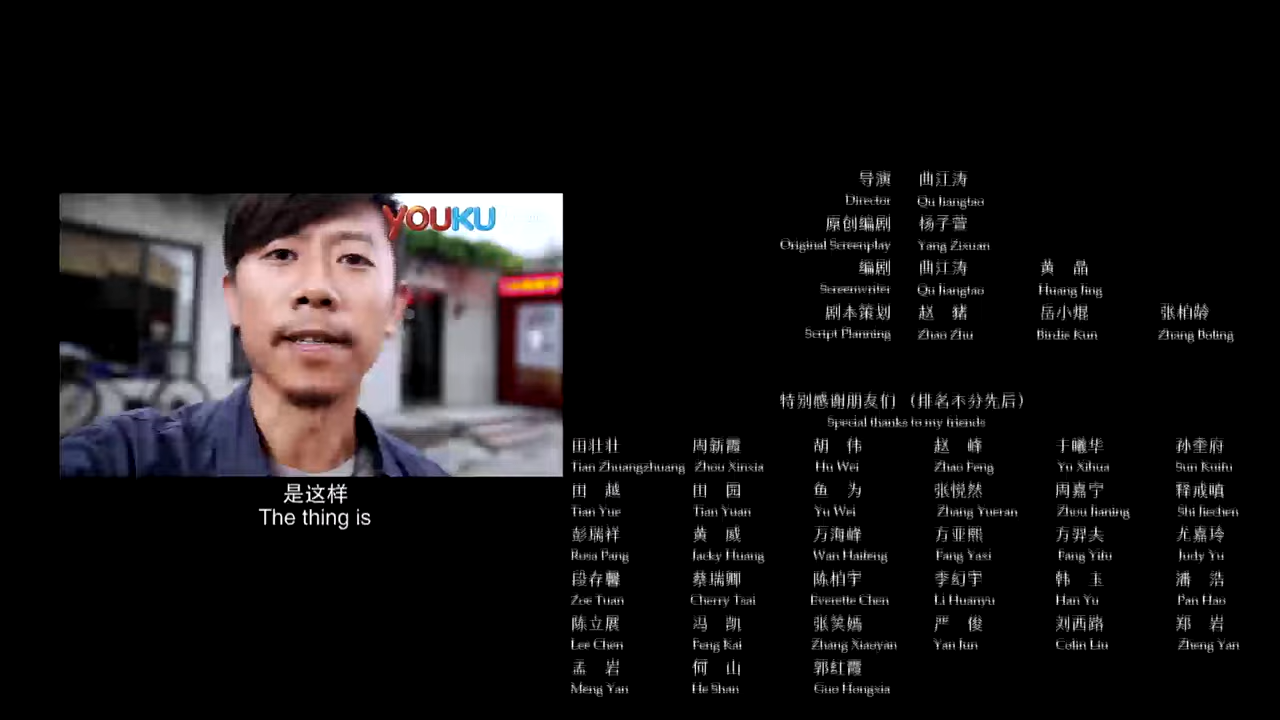 YOUKU
是这样
The thing is
导演 曲江涛
Director Qu Jiangtao
原创编剧 杨子萱
Original Screenplay Yang Zixuan
编剧 曲江涛 黄 晶
Screenwriter Qu Jiangtao Huang Jing
剧本策划 赵 猪 岳小焜 张柏龄
Script Planning Zhao Zhu Birdie Kun Zhang Boling
特别感谢朋友们 （排名不分先后）
Special thanks to my friends
田壮壮 周新霞 胡 伟 赵 峰 于曦华 孙奎府
Tian Zhuangzhuang Zhou Xinxia Hu Wei Zhao Feng Yu Xihua Sun Kuifu
田 越 田 园 鱼 为 张悦然 周嘉宁 释戒嗔
Tian Yue Tian Yuan Yu Wei Zhang Yueran Zhou Jianing Shi Jiechen
彭瑞祥 黄 威 万海峰 方亚熙 方羿夫 尤嘉玲
Rosa Pang Jacky Huang Wan Haifeng Fang Yaxi Fang Yifu Judy Yu
段存馨 蔡瑞卿 陈柏宇 李幻宇 韩 玉 潘 浩
Zoe Tuan Cherry Tsai Everette Chen Li Huanyu Han Yu Pan Hao
陈立展 冯 凯 张笑嫣 严 俊 刘西路 郑 岩
Lee Chen Feng Kai Zhang Xiaoyan Yan Jun Colin Liu Zheng Yan
孟 岩 何 山 郭红霞
Meng Yan He Shan Guo Hongxia